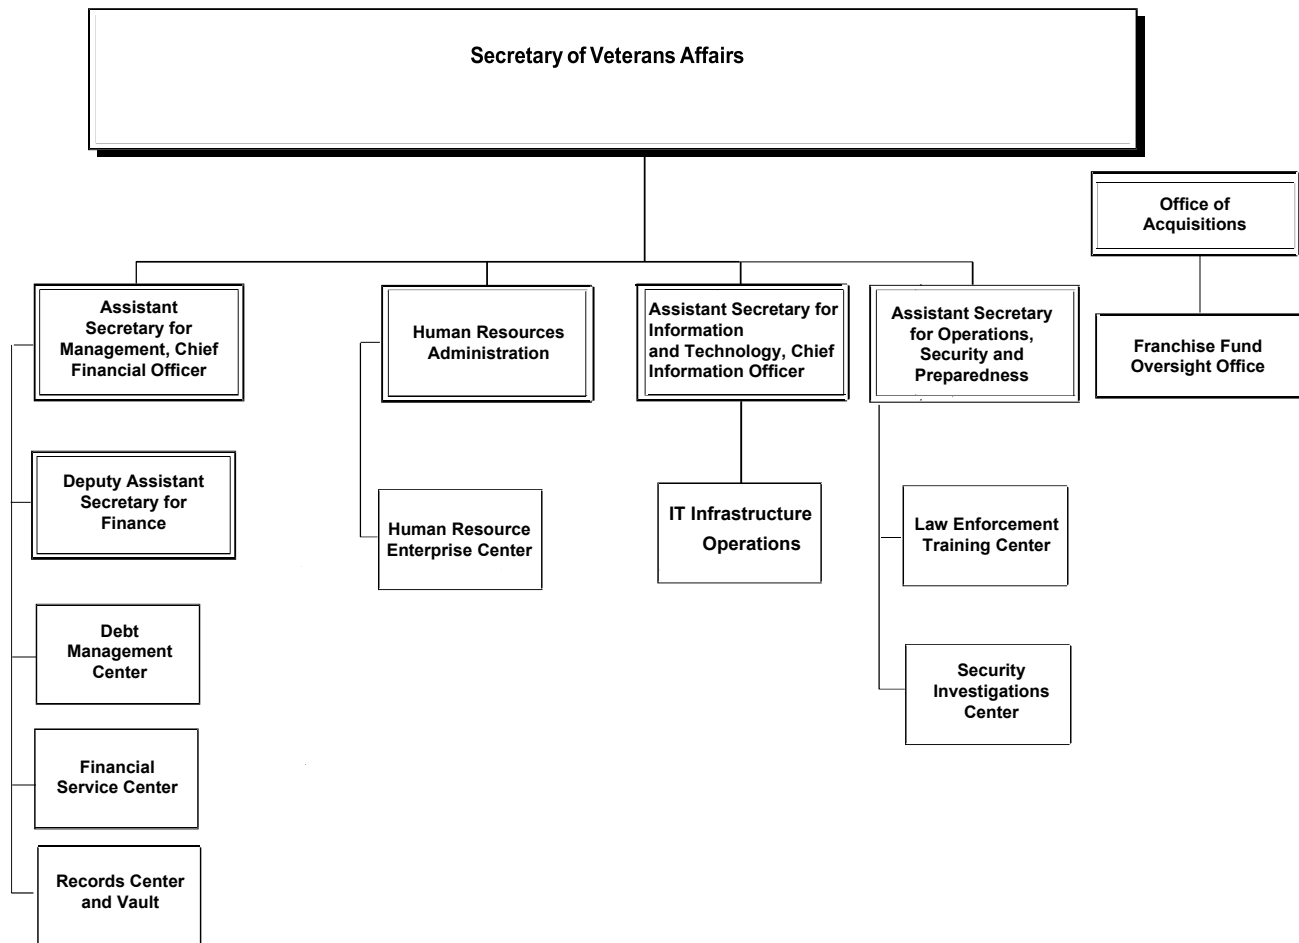 Secretary of Veterans Affairs
Office of
Acquisitions
Assistant
Secretary for
Management, Chief
Financial Officer
Human Resources
Administration
Assistant Secretary for
Information
and Technology, Chief
Information Officer
Assistant Secretary
for Operations,
Security and
Preparedness
Franchise Fund
Oversight Office
Deputy Assistant
Secretary for
Finance
Human Resource
Enterprise Center
IT Infrastructure
Operations
Law Enforcement
Training Center
Debt
Management
Center
Security
Investigations
Center
Financial
Service Center
Records Center
and Vault